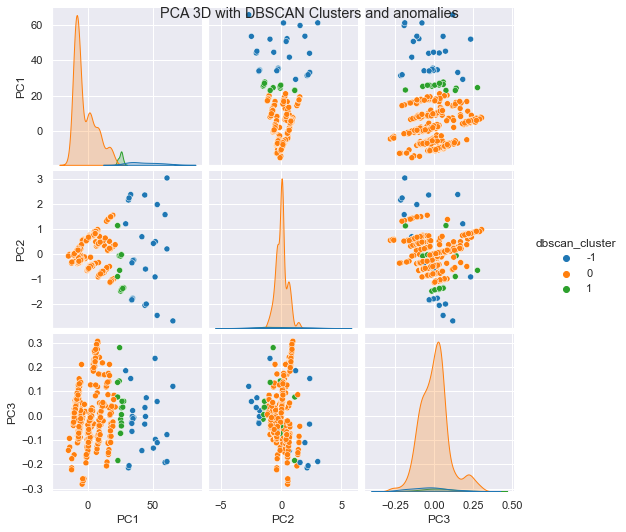 PCA 3D with DBSCAN Clusters and anomalies
60
40
20
0
PC1
3
2
1
0
−1
−2
PC2
dbscan_cluster
-1
0
1
0.3
0.2
0.1
0.0
−0.1
−0.2
−0.3
PC3
0 50
PC1
−5 0 5
PC2
−0.25 0.00 0.25 0.50
PC3